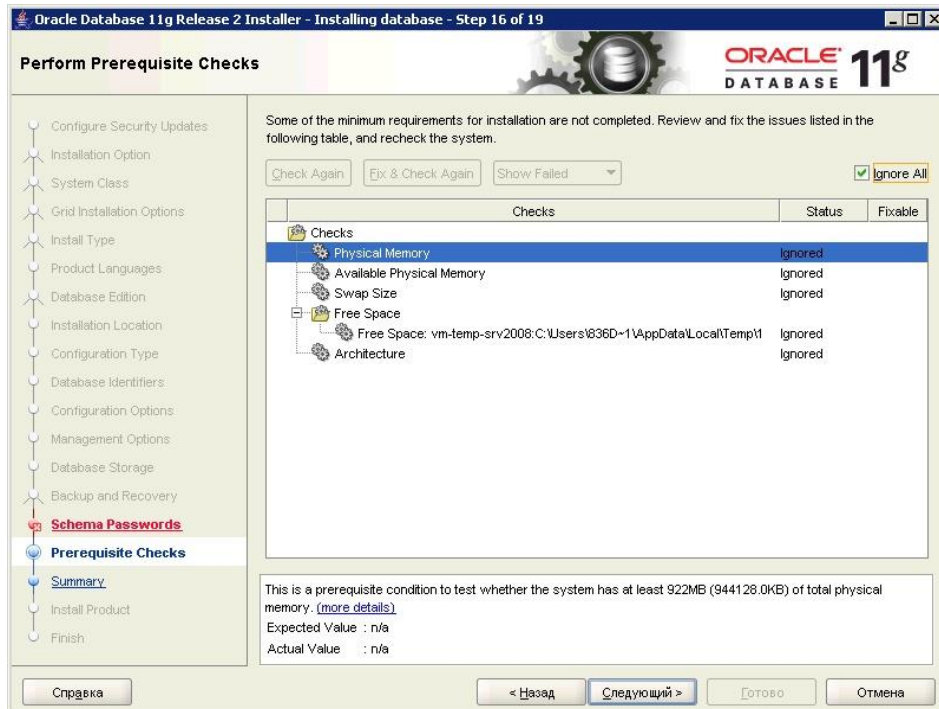 Oracle Database 11g Release 2 Installer - Installing database - Step 16 of 19
Perform Prerequisite Checks
ORACLE DATABASE 11g
Configure Security Updates
Installation Option
System Class
Grid Installation Options
Install Type
Product Languages
Database Edition
Installation Location
Configuration Type
Database Identifiers
Configuration Options
Management Options
Database Storage
Backup and Recovery
Schema Passwords
Prerequisite Checks
Summary
Install Product
Finish
Some of the minimum requirements for installation are not completed. Review and fix the issues listed in the
following table, and recheck the system.
Check Again Fix & Check Again Show Failed Ignore All
Checks Status Fixable
Checks
Physical Memory Ignored
Available Physical Memory Ignored
Swap Size Ignored
Free Space
Free Space: vm-temp-srv2008:C:\Users\836D~1\AppData\Local\Temp\1 Ignored
Architecture Ignored
This is a prerequisite condition to test whether the system has at least 922MB (944128.0KB) of total physical
memory. (more details)
Expected Value : n/a
Actual Value : n/a
Справка < Назад Следующий > Готово Отмена